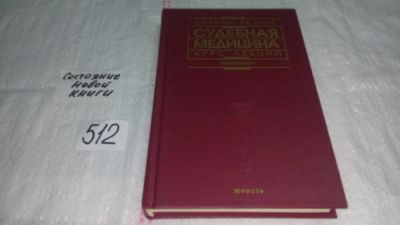 СУДЕБНАЯ
МЕДИЦИНА
КУРС ЛЕКЦИЙ
ЮРИСТЪ
Состояние
новой
книги
512